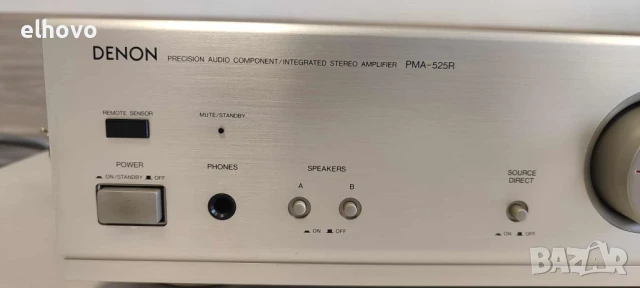 elhovo
DENON PRECISION AUDIO COMPONENT/INTEGRATED STEREO AMPLIFIER PMA-525R
REMOTE SENSOR
MUTE/STANDBY
POWER
ON/STANDBY OFF
PHONES
SPEAKERS
A B
ON OFF
SOURCE
DIRECT
ON OFF
BAZAR